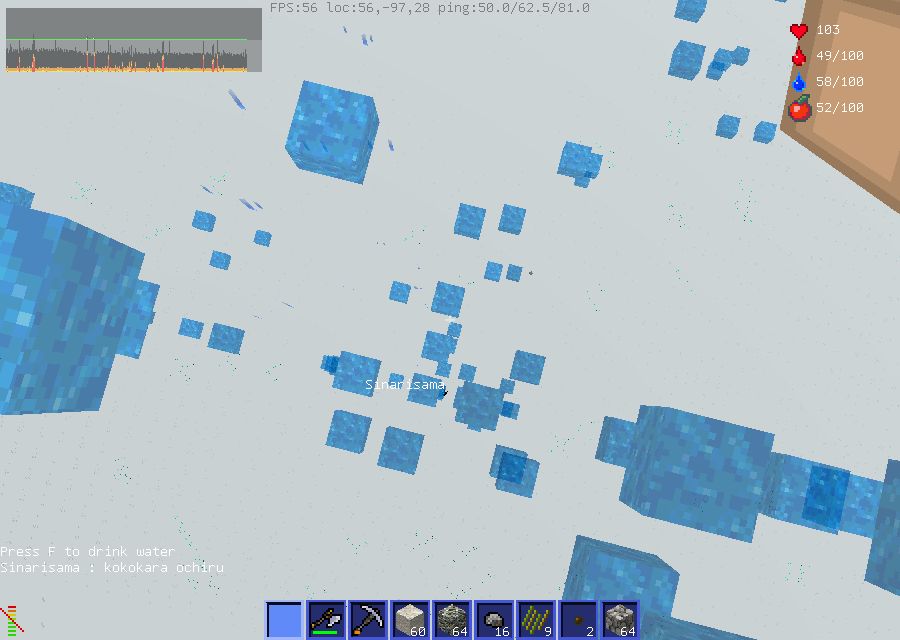 FPS:56 loc:56,-97,28 ping:50.0/62.5/81.0
103
49/100
58/100
52/100
Sinarisama
Press F to drink water
Sinarisama : kokokara ochiru
60 64 16 9 2 64